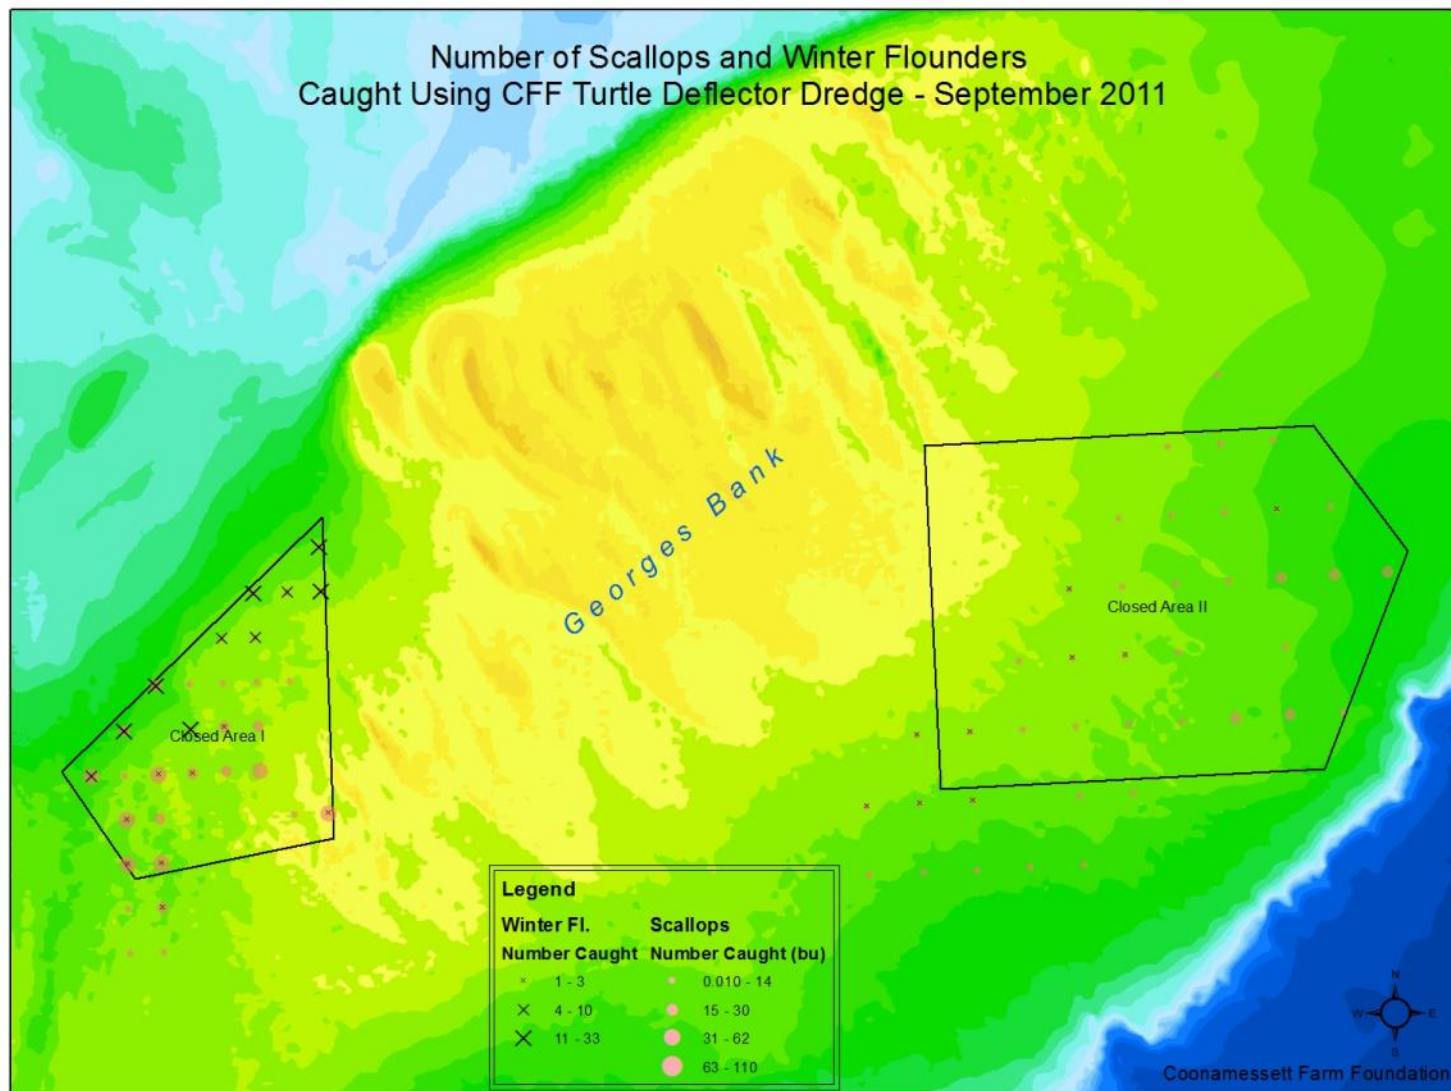 Number of Scallops and Winter Flounders
Caught Using CFF Turtle Deflector Dredge - September 2011
Georges Bank
Closed Area II
Closed Area I
Legend
Winter Fl. Scallops
Number Caught Number Caught (bu)
1 - 3 0.010 - 14
4 - 10 15 - 30
11 - 33 31 - 62
63 - 110
N
W E
S
Coonamessett Farm Foundation